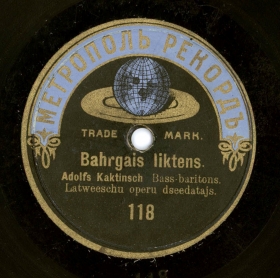 МЕТРОПОЛЬ РЕКОРДЪ
TRADE MARK.
Bahrgais liktens.
Adolfs Kaktinsch Bass-baritons.
Latweeschu operu dseedatajs.
118